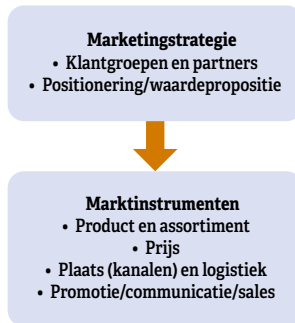 Marketingstrategie
• Klantgroepen en partners
• Positionering/waardepropositie
Marktinstrumenten
• Product en assortiment
• Prijs
• Plaats (kanalen) en logistiek
• Promotie/communicatie/sales